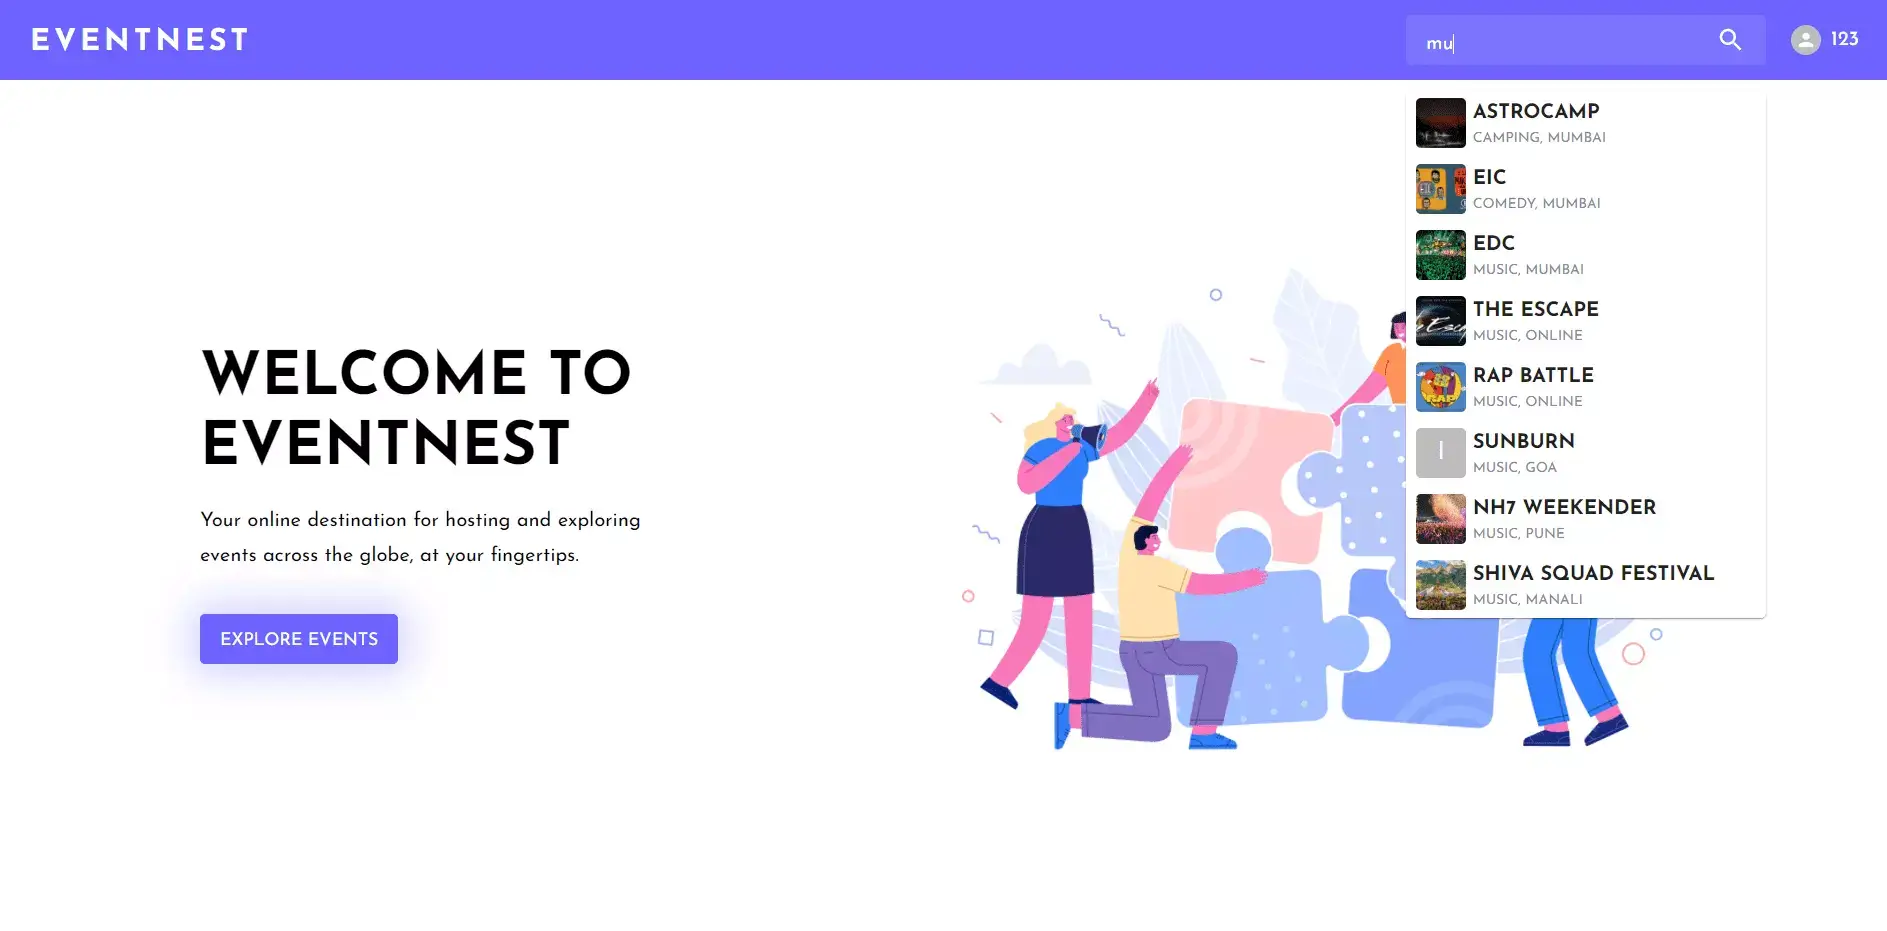 EVENTNEST
mu
123
ASTROCAMP
CAMPING, MUMBAI
EIC
COMEDY, MUMBAI
EDC
MUSIC, MUMBAI
THE ESCAPE
MUSIC, ONLINE
RAP BATTLE
MUSIC, ONLINE
I
SUNBURN
MUSIC, GOA
NH7 WEEKENDER
MUSIC, PUNE
SHIVA SQUAD FESTIVAL
MUSIC, MANALI
WELCOME TO
EVENTNEST
Your online destination for hosting and exploring
events across the globe, at your fingertips.
EXPLORE EVENTS